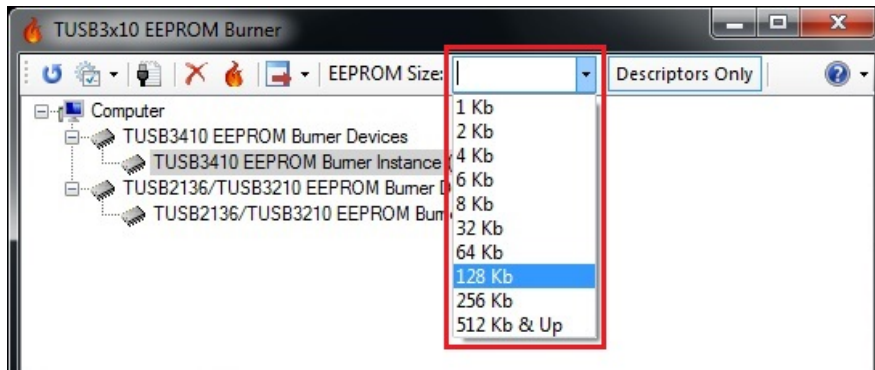 TUSB3x10 EEPROM Burner
EEPROM Size: Descriptors Only
Computer
TUSB3410 EEPROM Burner Devices
TUSB3410 EEPROM Burner Instance (
TUSB2136/TUSB3210 EEPROM Burner D
TUSB2136/TUSB3210 EEPROM Burn
1 Kb
2 Kb
4 Kb
6 Kb
8 Kb
32 Kb
64 Kb
128 Kb
256 Kb
512 Kb & Up